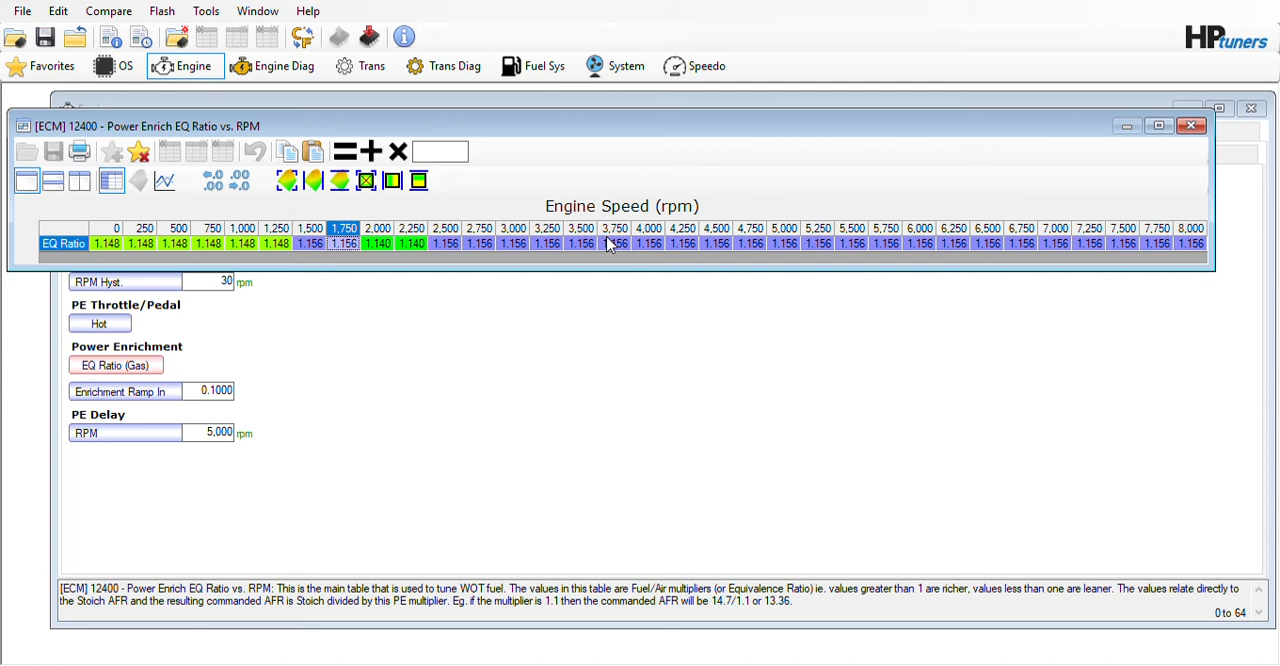 File Edit Compare Flash Tools Window Help
HPtuners
Favorites OS Engine Engine Diag Trans Trans Diag Fuel Sys System Speedo
[ECM] 12400 - Power Enrich EQ Ratio vs. RPM
Engine Speed (rpm)
0 250 500 750 1,000 1,250 1,500 1,750 2,000 2,250 2,500 2,750 3,000 3,250 3,500 3,750 4,000 4,250 4,500 4,750 5,000 5,250 5,500 5,750 6,000 6,250 6,500 6,750 7,000 7,250 7,500 7,750 8,000
EQ Ratio 1.148 1.148 1.148 1.148 1.148 1.148 1.156 1.156 1.140 1.140 1.156 1.156 1.156 1.156 1.156 1.156 1.156 1.156 1.156 1.156 1.156 1.156 1.156 1.156 1.156 1.156 1.156 1.156 1.156 1.156 1.156 1.156
RPM Hyst. 30 rpm
PE Throttle/Pedal
Hot
Power Enrichment
EQ Ratio (Gas)
Enrichment Ramp In 0.1000
PE Delay
RPM 5,000 rpm
[ECM] 12400 - Power Enrich EQ Ratio vs. RPM: This is the main table that is used to tune WOT fuel. The values in this table are Fuel/Air multipliers (or Equivalence Ratio) ie. values greater than 1 are richer, values less than one are leaner. The values relate directly to
the Stoich AFR and the resulting commanded AFR is Stoich divided by this PE multiplier. Eg. if the multiplier is 1.1 then the commanded AFR will be 14.7/1.1 or 13.36.
0 to 64